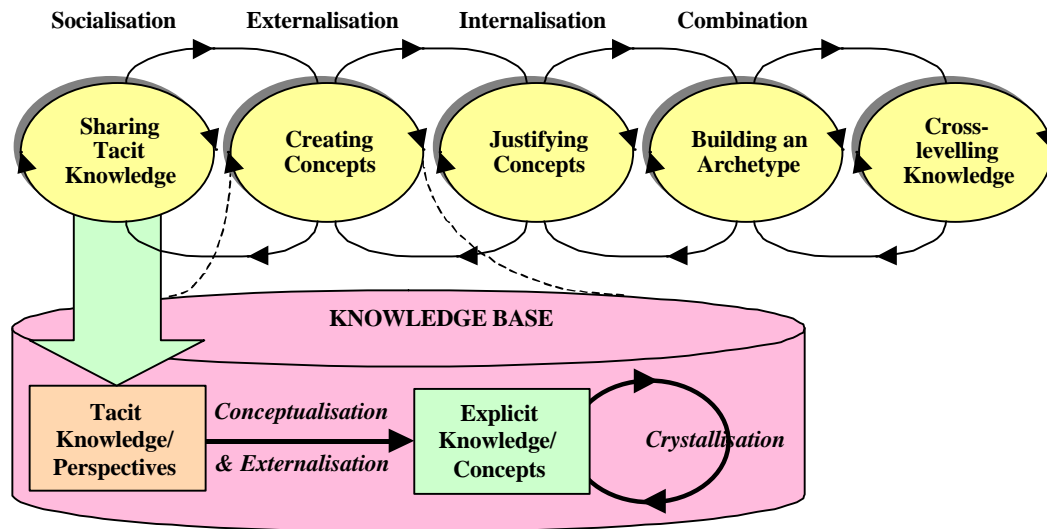 Socialisation
Externalisation
Internalisation
Combination
Sharing
Tacit
Knowledge
Creating
Concepts
Justifying
Concepts
Building an
Archetype
Cross-
levelling
Knowledge
KNOWLEDGE BASE
Tacit
Knowledge/
Perspectives
Conceptualisation
& Externalisation
Explicit
Knowledge/
Concepts
Crystallisation